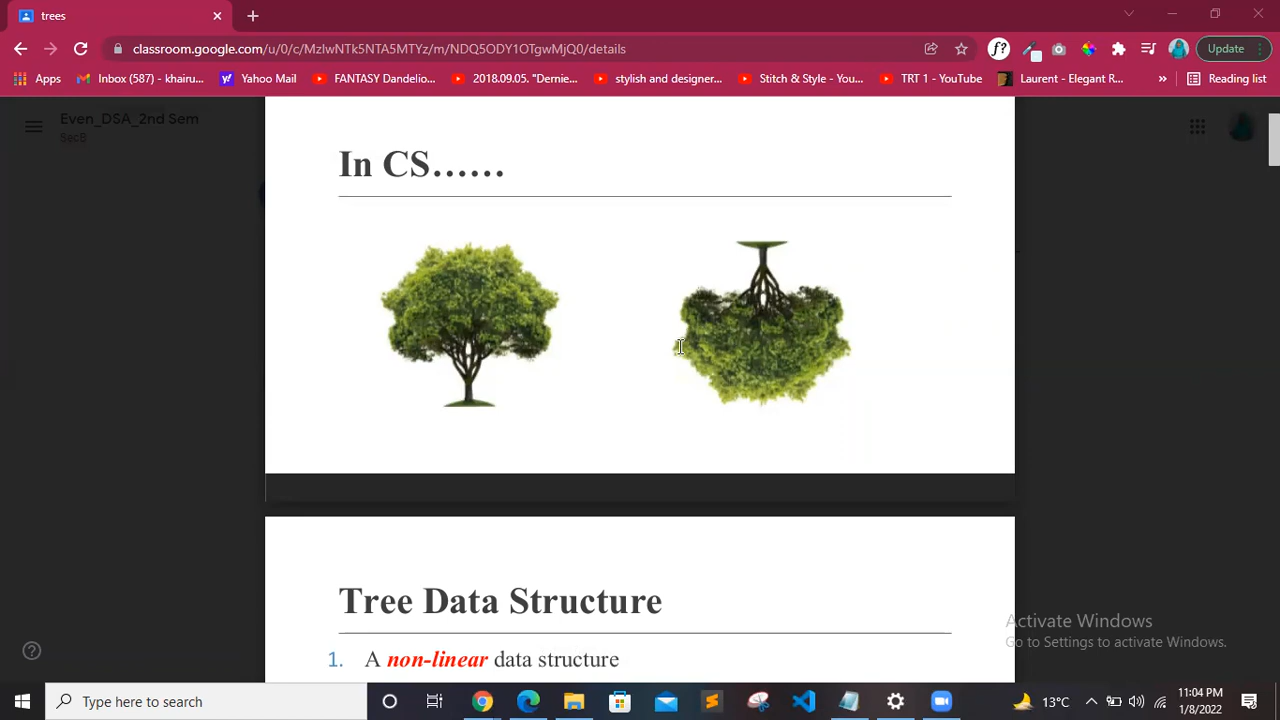 trees
classroom.google.com/u/0/c/MzIwNTk5NTA5MTYz/m/NDQ5ODY1OTgwMjQ0/details
Update
Apps
Inbox (587) - khairu...
Yahoo Mail
FANTASY Dandelio...
2018.09.05. "Dernie...
stylish and designer...
Stitch & Style - You...
TRT 1 - YouTube
Laurent - Elegant R...
»
Reading list
Even_DSA_2nd Sem
SecB
In CS……
Tree Data Structure
1. A non-linear data structure
Activate Windows
Go to Settings to activate Windows.
Type here to search
13°C
11:04 PM
1/8/2022